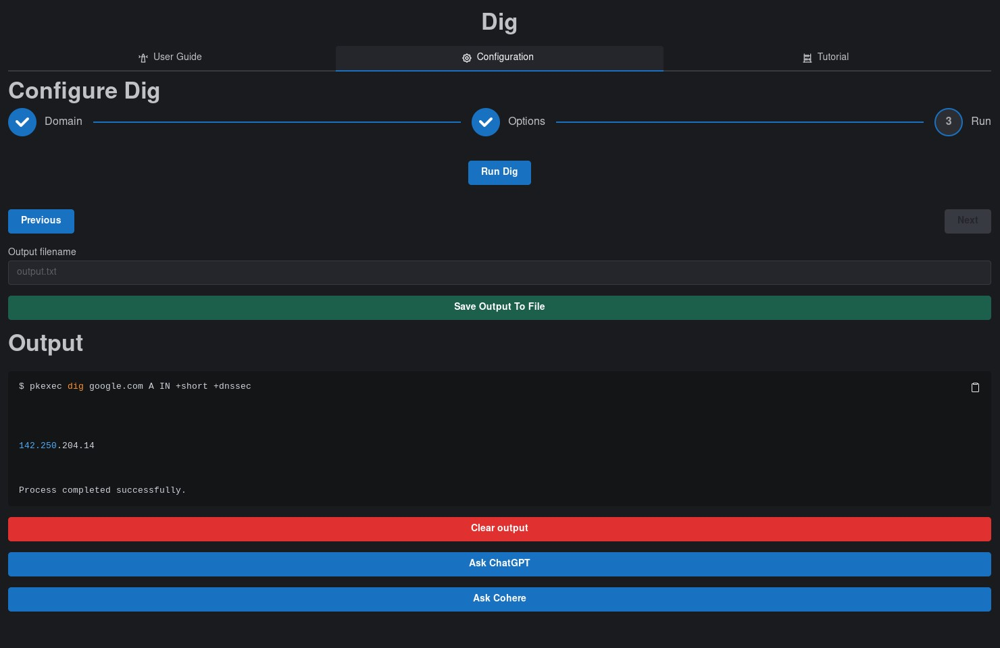 Dig
User Guide
Configuration
Tutorial
Configure Dig
Domain
Options
3
Run
Run Dig
Previous
Next
Output filename
output.txt
Save Output To File
Output
$ pkexec dig google.com A IN +short +dnssec
142.250.204.14
Process completed successfully.
Clear output
Ask ChatGPT
Ask Cohere